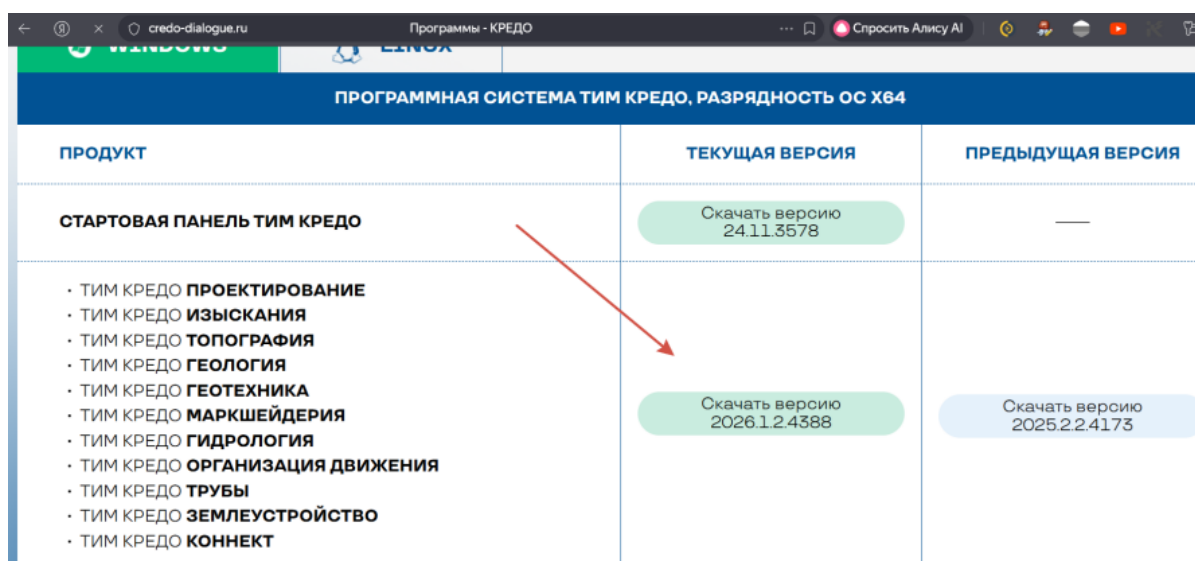 credo-dialogue.ru
Программы - КРЕДО
Спросить Алису AI
WINDOWS
LINUX
ПРОГРАММНАЯ СИСТЕМА ТИМ КРЕДО, РАЗРЯДНОСТЬ ОС X64
ПРОДУКТ
ТЕКУЩАЯ ВЕРСИЯ
ПРЕДЫДУЩАЯ ВЕРСИЯ
СТАРТОВАЯ ПАНЕЛЬ ТИМ КРЕДО
Скачать версию
24.11.3578
• ТИМ КРЕДО ПРОЕКТИРОВАНИЕ
• ТИМ КРЕДО ИЗЫСКАНИЯ
• ТИМ КРЕДО ТОПОГРАФИЯ
• ТИМ КРЕДО ГЕОЛОГИЯ
• ТИМ КРЕДО ГЕОТЕХНИКА
• ТИМ КРЕДО МАРКШЕЙДЕРИЯ
• ТИМ КРЕДО ГИДРОЛОГИЯ
• ТИМ КРЕДО ОРГАНИЗАЦИЯ ДВИЖЕНИЯ
• ТИМ КРЕДО ТРУБЫ
• ТИМ КРЕДО ЗЕМЛЕУСТРОЙСТВО
• ТИМ КРЕДО КОННЕКТ
Скачать версию
2026.1.2.4388
Скачать версию
2025.2.2.4173